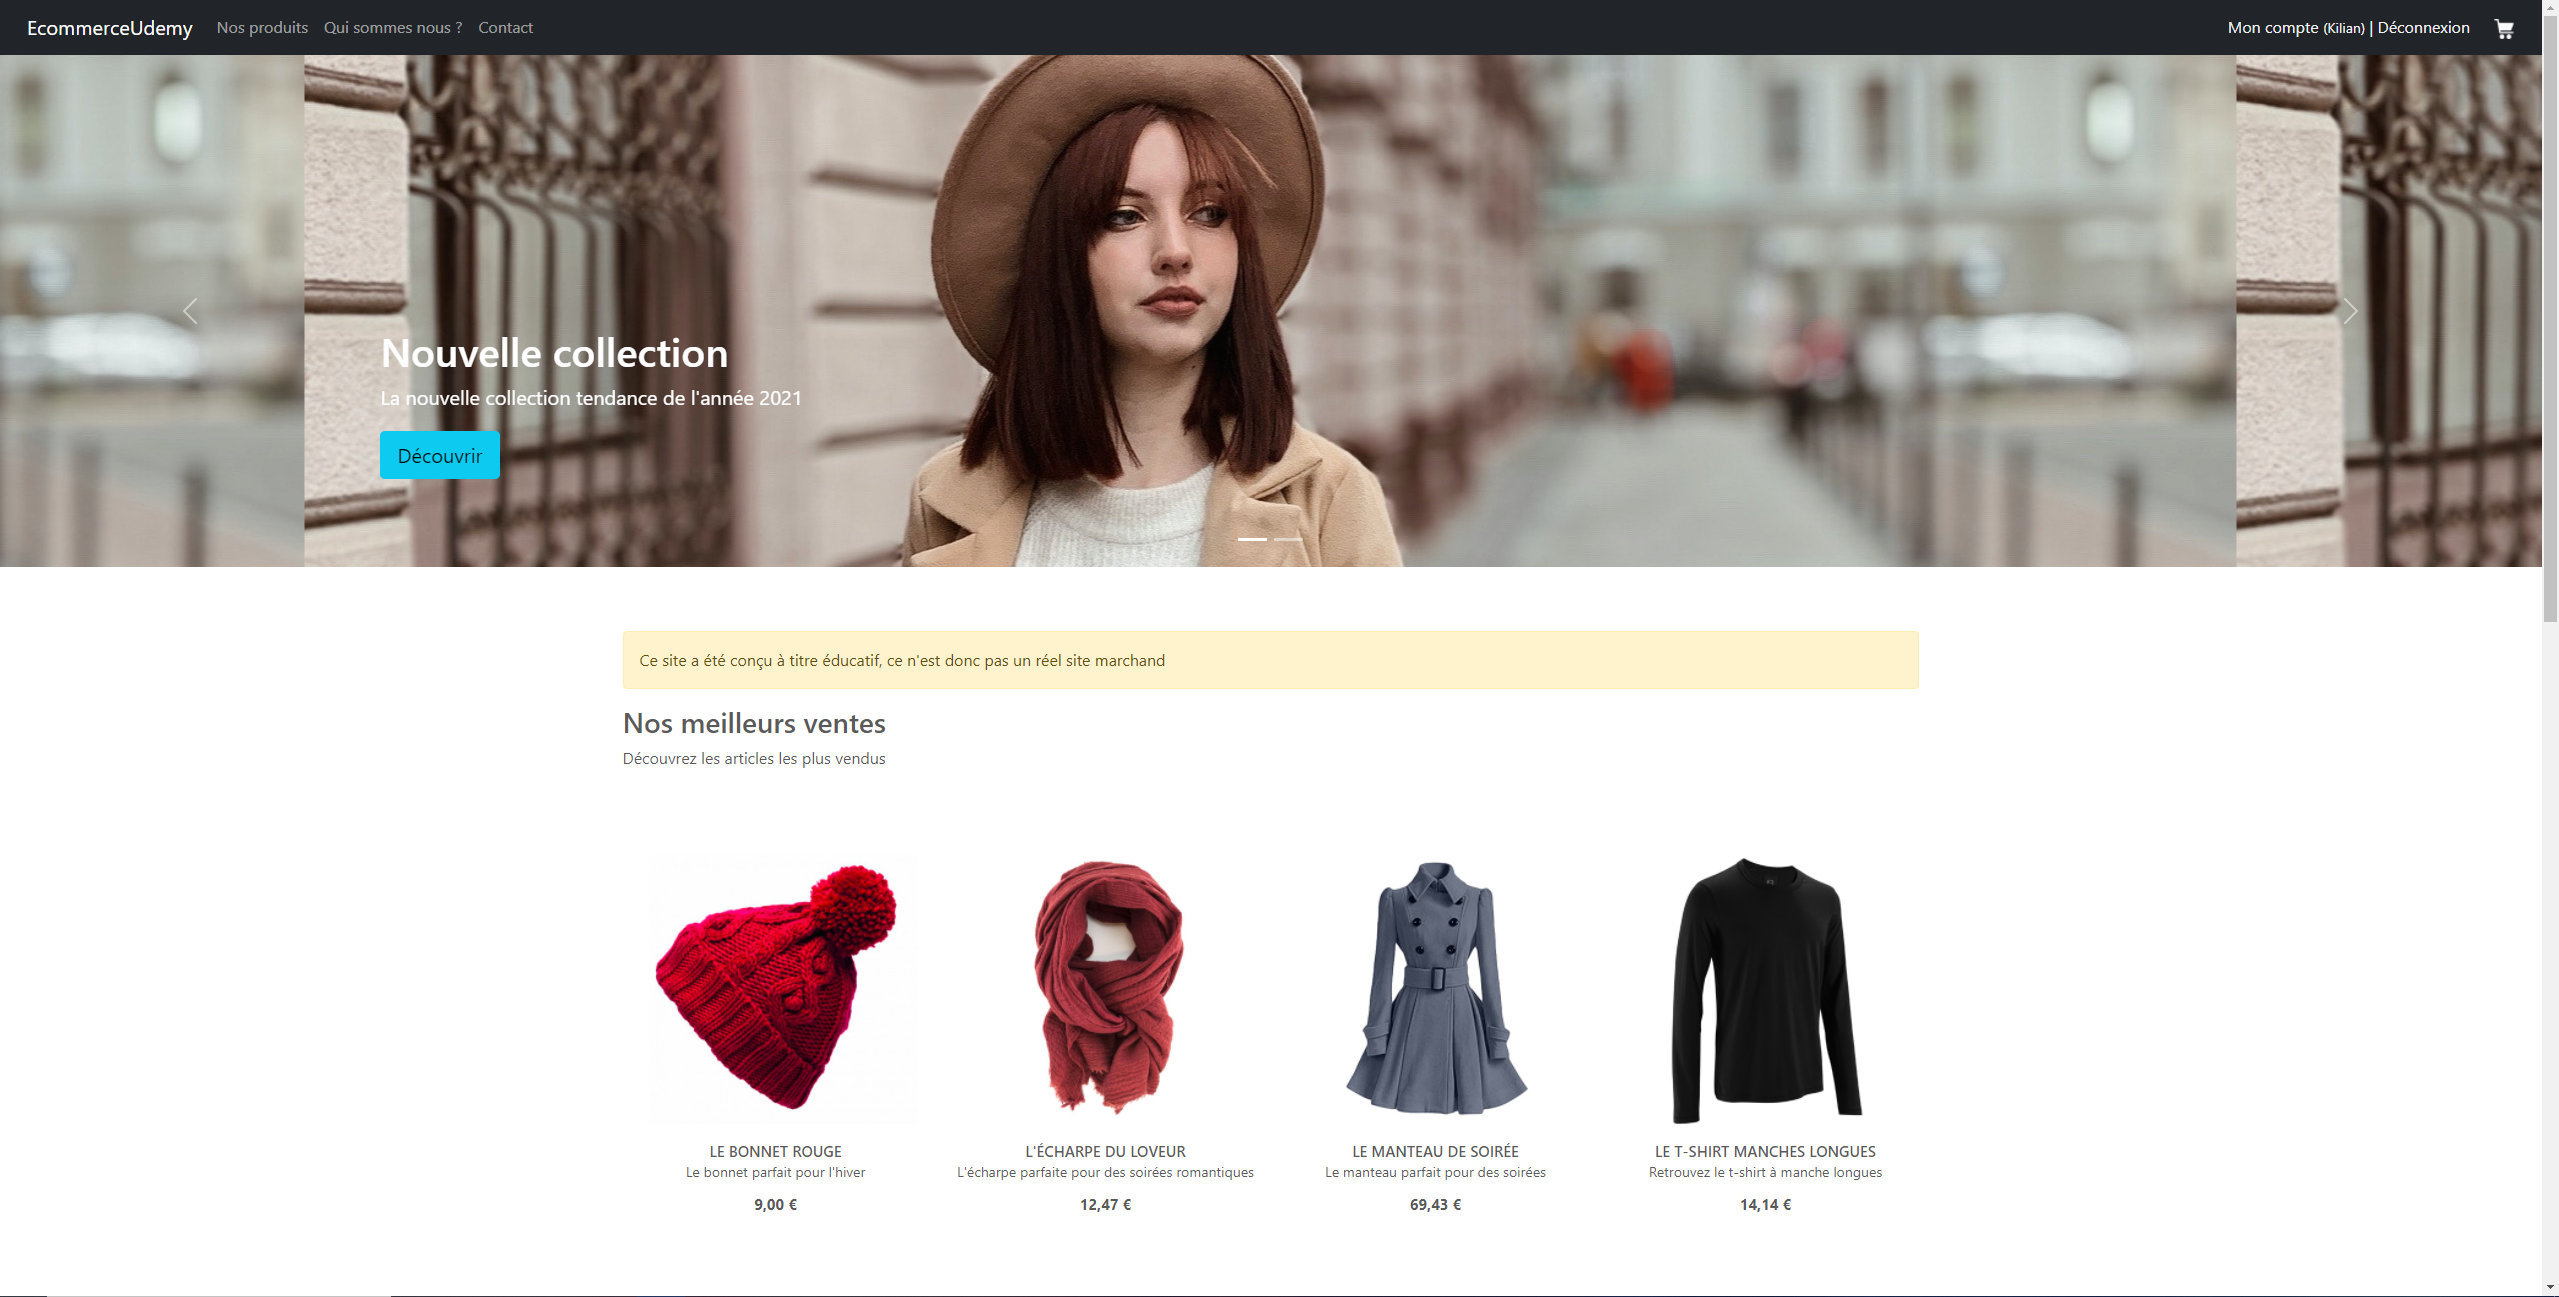 EcommerceUdemy Nos produits Qui sommes nous ? Contact Mon compte (Kilian) | Déconnexion
Nouvelle collection
La nouvelle collection tendance de l'année 2021
Découvrir
Ce site a été conçu à titre éducatif, ce n'est donc pas un réel site marchand
Nos meilleurs ventes
Découvrez les articles les plus vendus
LE BONNET ROUGE
Le bonnet parfait pour l'hiver
9,00 €
L'ÉCHARPE DU LOVEUR
L'écharpe parfaite pour des soirées romantiques
12,47 €
LE MANTEAU DE SOIRÉE
Le manteau parfait pour des soirées
69,43 €
LE T-SHIRT MANCHES LONGUES
Retrouvez le t-shirt à manche longues
14,14 €